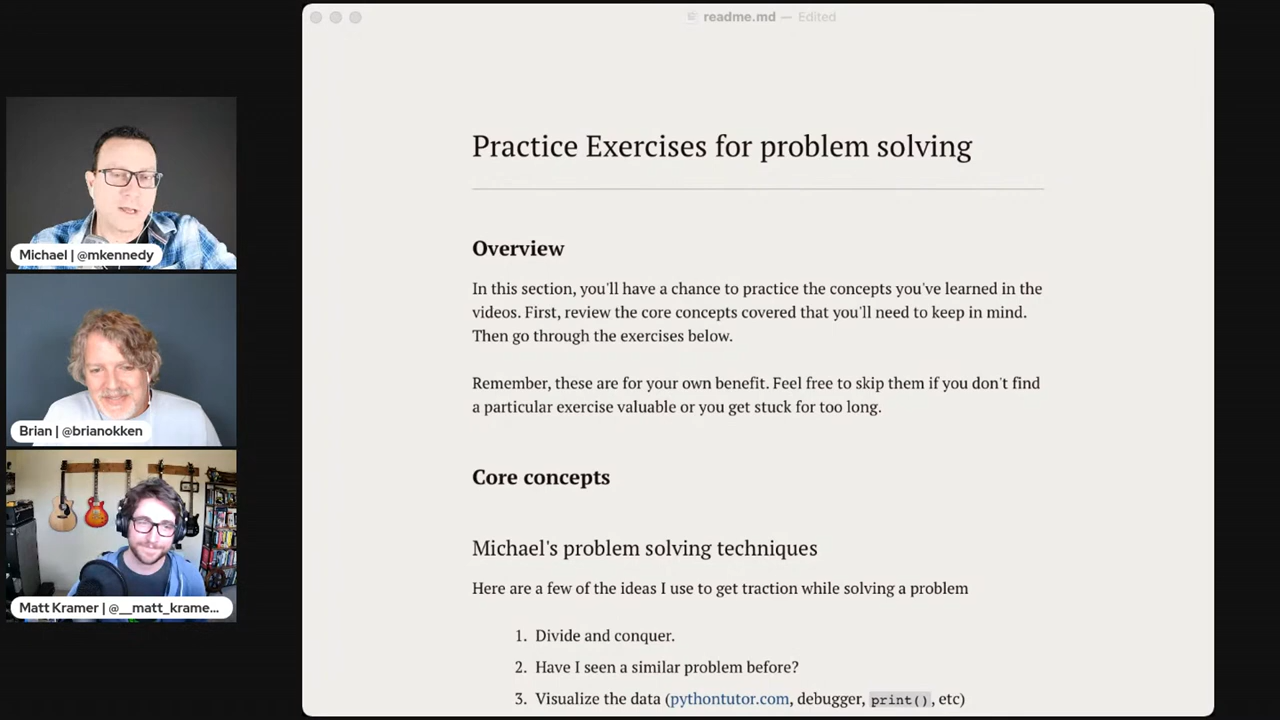 readme.md — Edited
Michael | @mkennedy
Brian | @brianokken
Matt Kramer | @__matt_krame...
Practice Exercises for problem solving
Overview
In this section, you'll have a chance to practice the concepts you've learned in the
videos. First, review the core concepts covered that you'll need to keep in mind.
Then go through the exercises below.
Remember, these are for your own benefit. Feel free to skip them if you don't find
a particular exercise valuable or you get stuck for too long.
Core concepts
Michael's problem solving techniques
Here are a few of the ideas I use to get traction while solving a problem
1. Divide and conquer.
2. Have I seen a similar problem before?
3. Visualize the data (pythontutor.com, debugger, print(), etc)